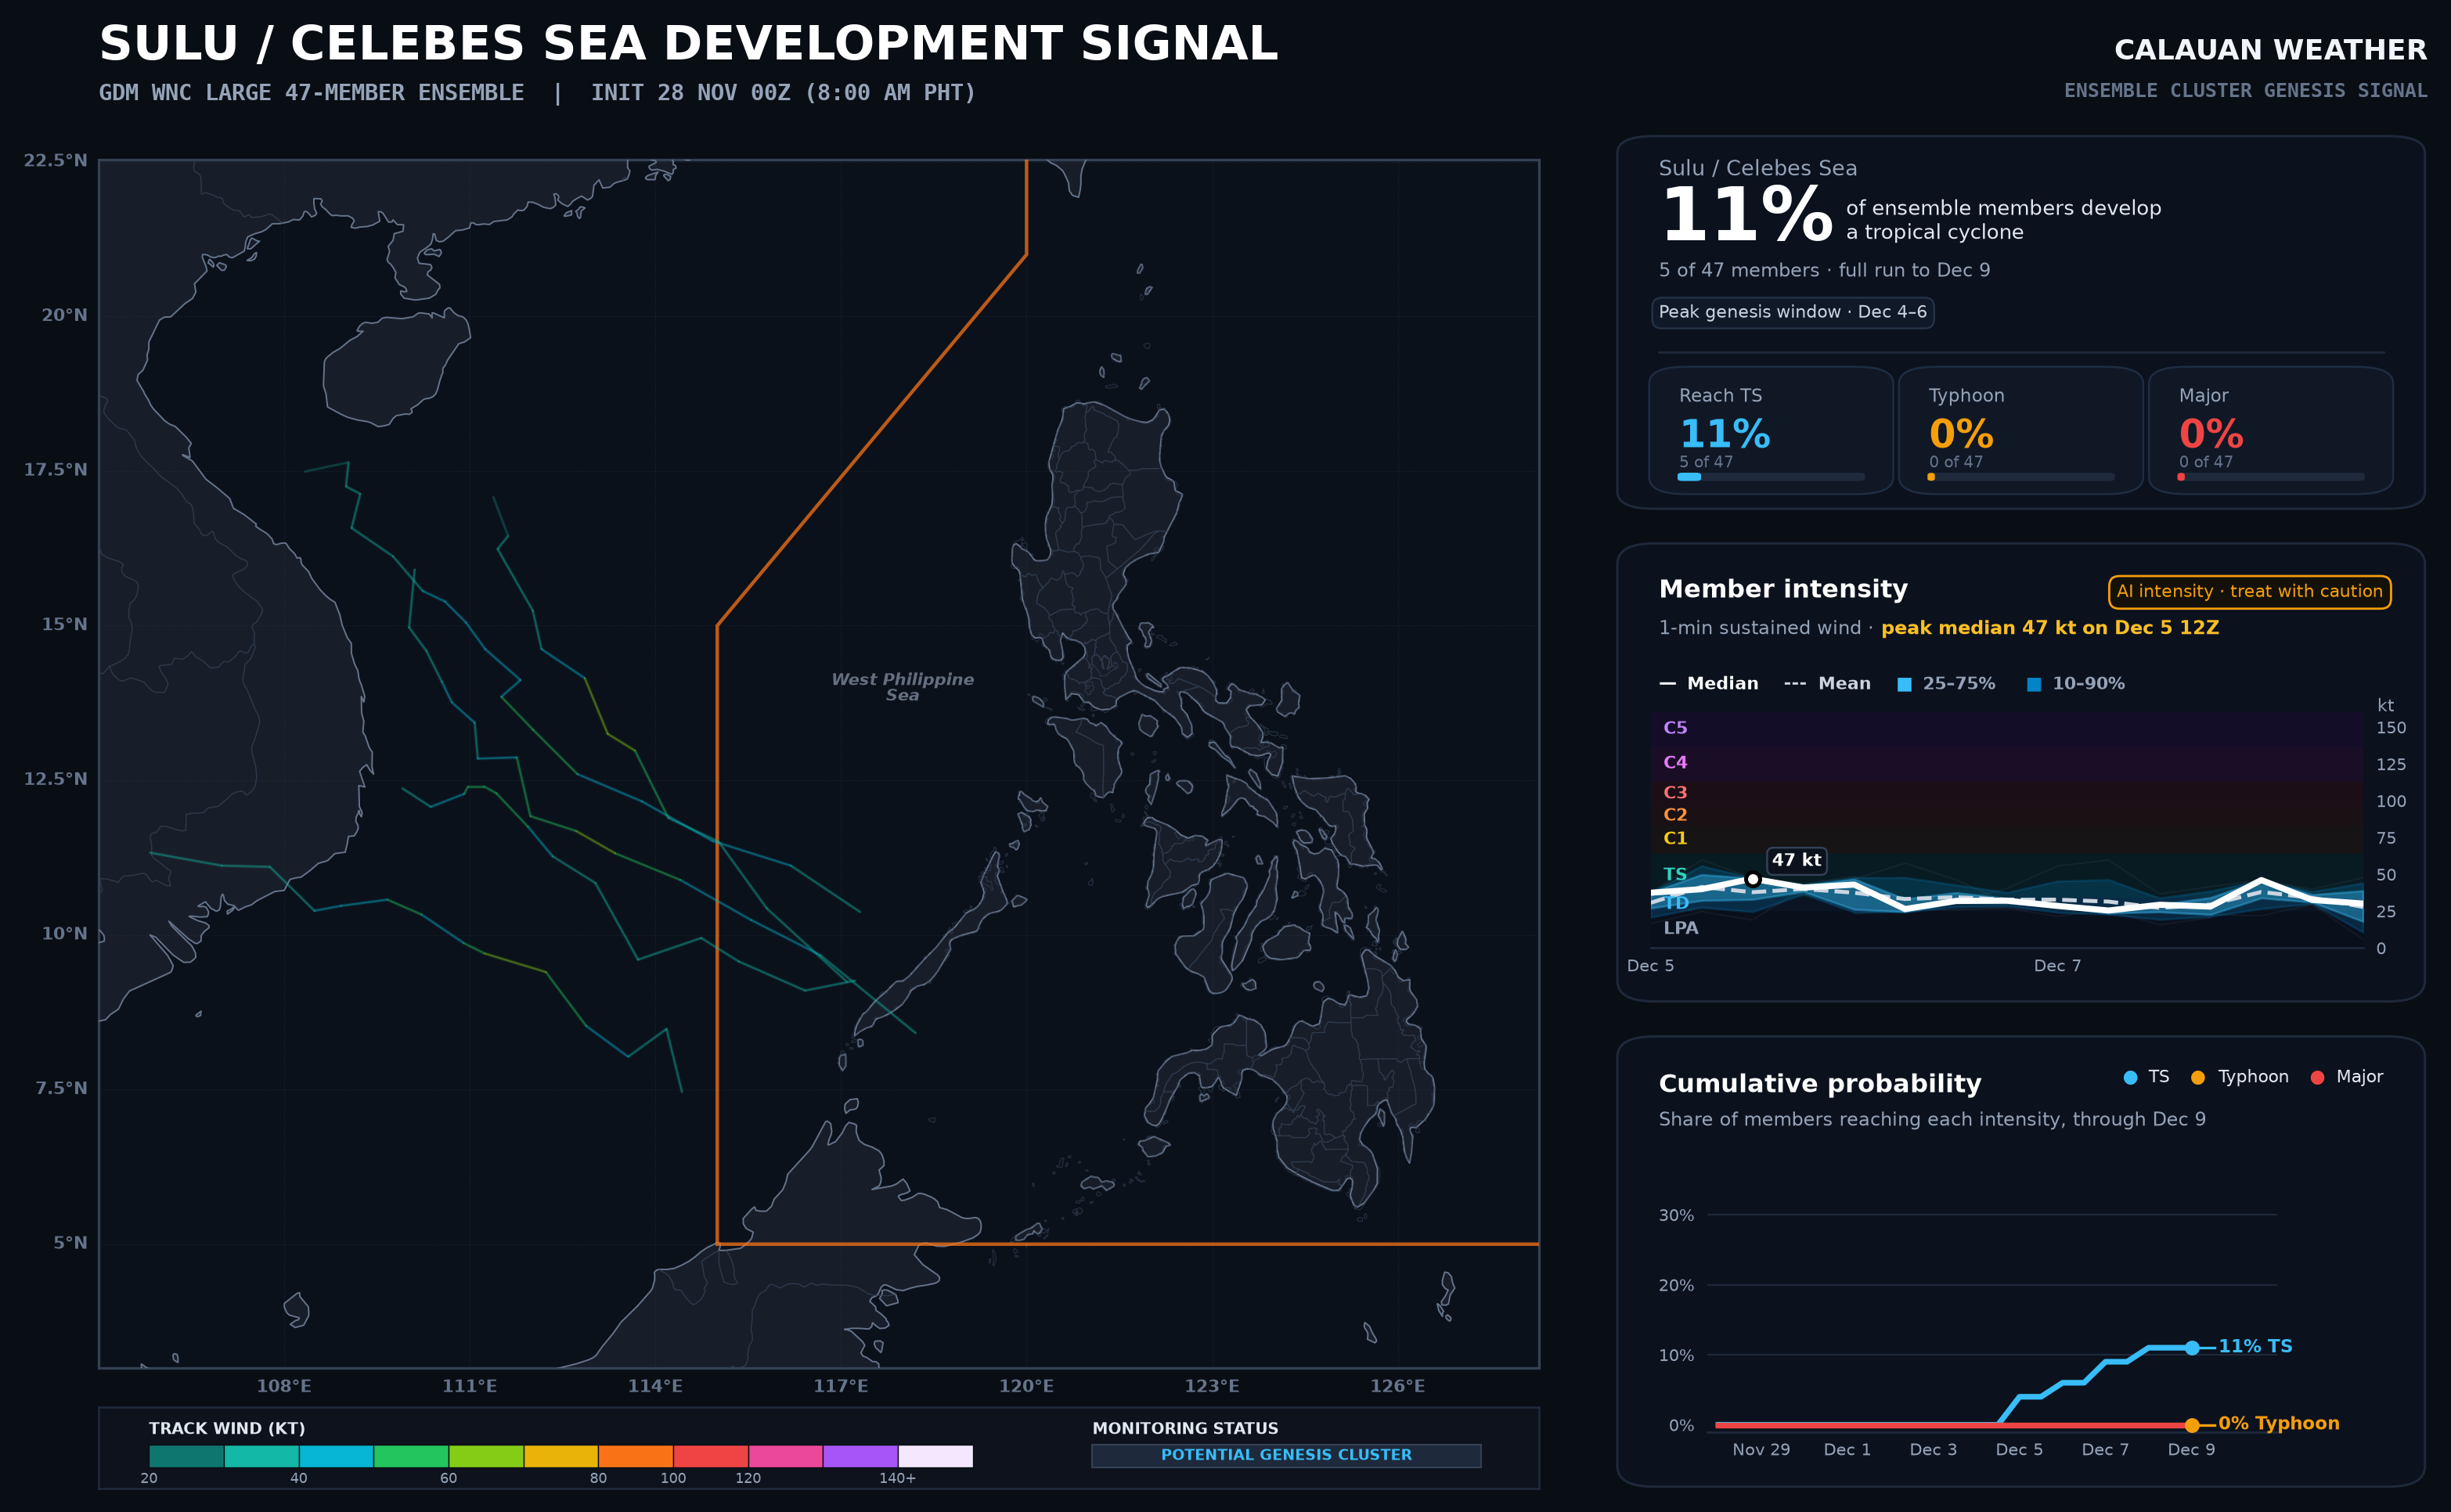 SULU / CELEBES SEA DEVELOPMENT SIGNAL
GDM WNC LARGE 47-MEMBER ENSEMBLE | INIT 28 NOV 00Z (8:00 AM PHT)
CALAUAN WEATHER
ENSEMBLE CLUSTER GENESIS SIGNAL
22.5°N
20°N
17.5°N
15°N
12.5°N
10°N
7.5°N
5°N
West Philippine
Sea
108°E 111°E 114°E 117°E 120°E 123°E 126°E
TRACK WIND (KT)
20 40 60 80 100 120 140+
MONITORING STATUS
POTENTIAL GENESIS CLUSTER
Sulu / Celebes Sea
11% of ensemble members develop
a tropical cyclone
5 of 47 members · full run to Dec 9
Peak genesis window · Dec 4–6
Reach TS
11%
5 of 47
Typhoon
0%
0 of 47
Major
0%
0 of 47
Member intensity
AI intensity · treat with caution
1-min sustained wind · peak median 47 kt on Dec 5 12Z
Median Mean 25–75% 10–90%
kt
C5
C4
C3
C2
C1
TS
TD
LPA
47 kt
150
125
100
75
50
25
0
Dec 5 Dec 7
Cumulative probability
TS Typhoon Major
Share of members reaching each intensity, through Dec 9
30%
20%
10%
0%
11% TS
0% Typhoon
Nov 29 Dec 1 Dec 3 Dec 5 Dec 7 Dec 9